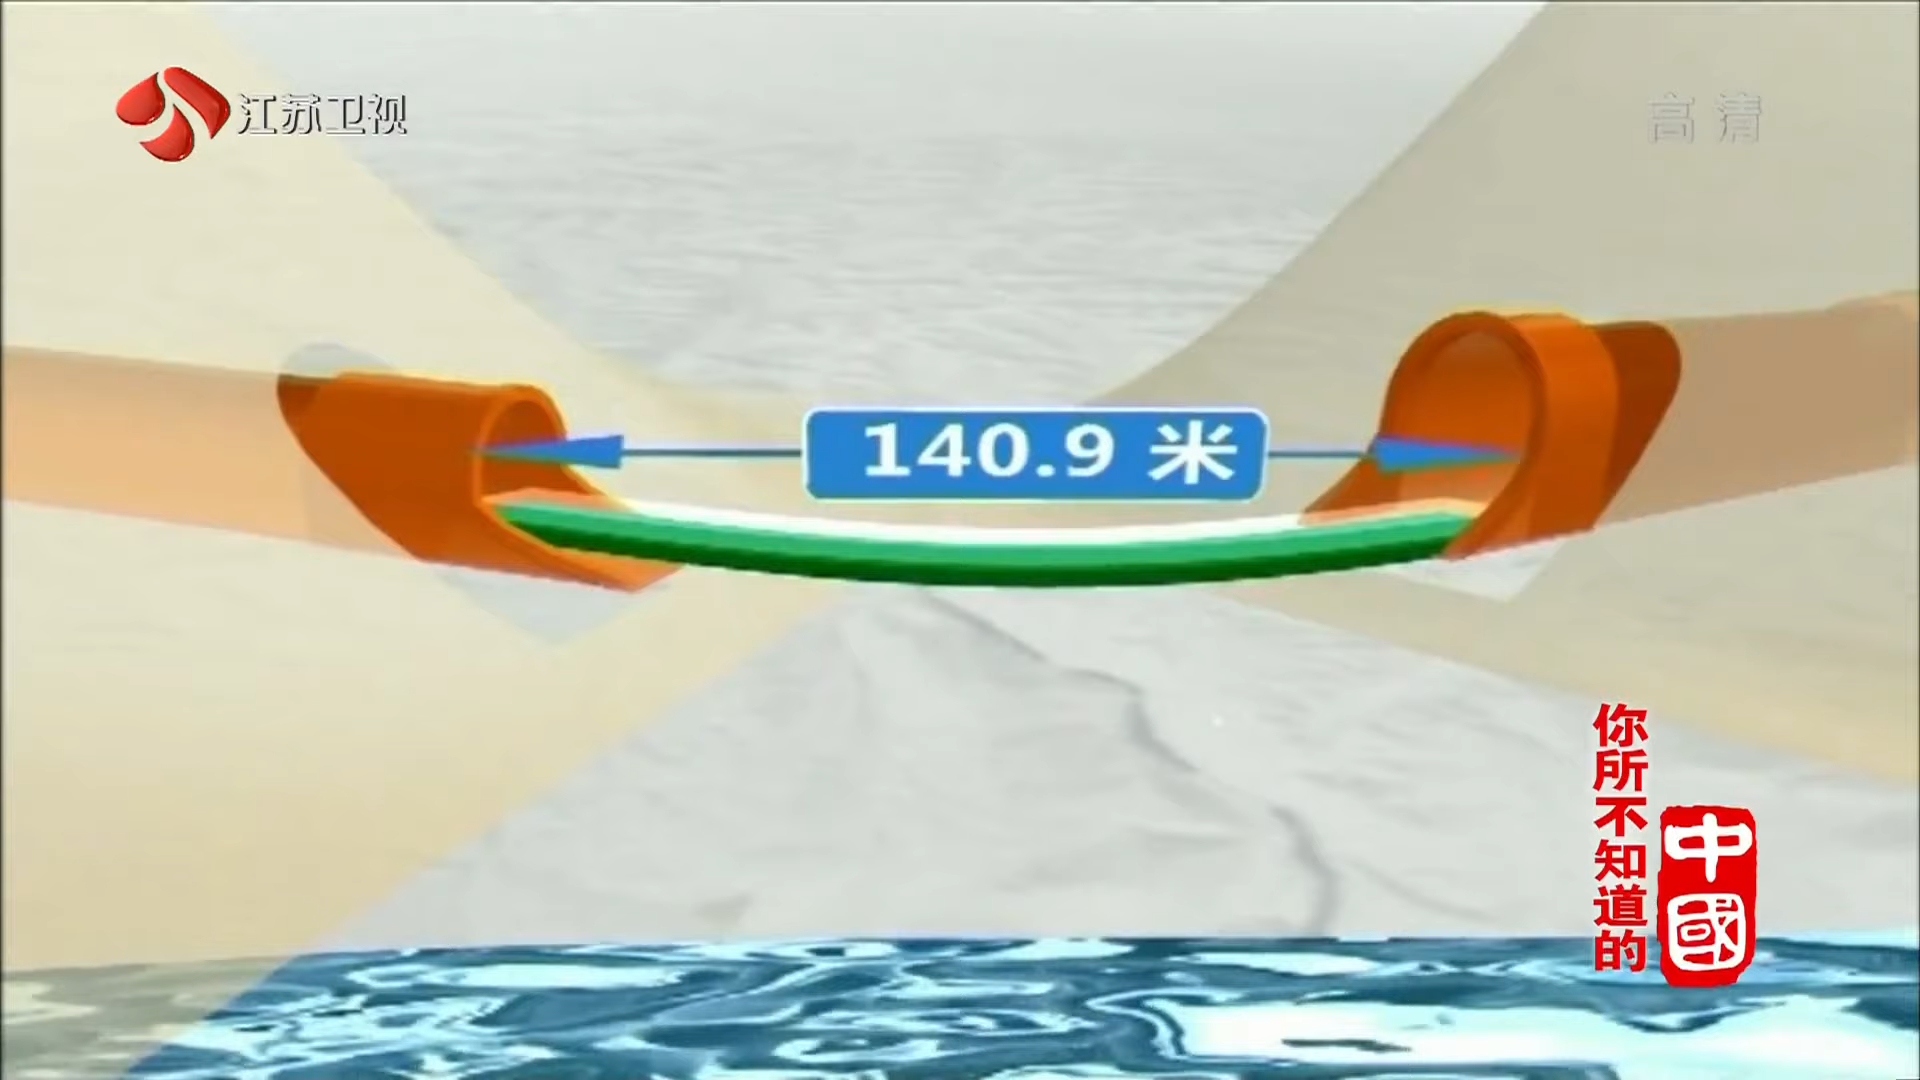 江苏卫视
高清
140.9 米
你所不知道的
中國